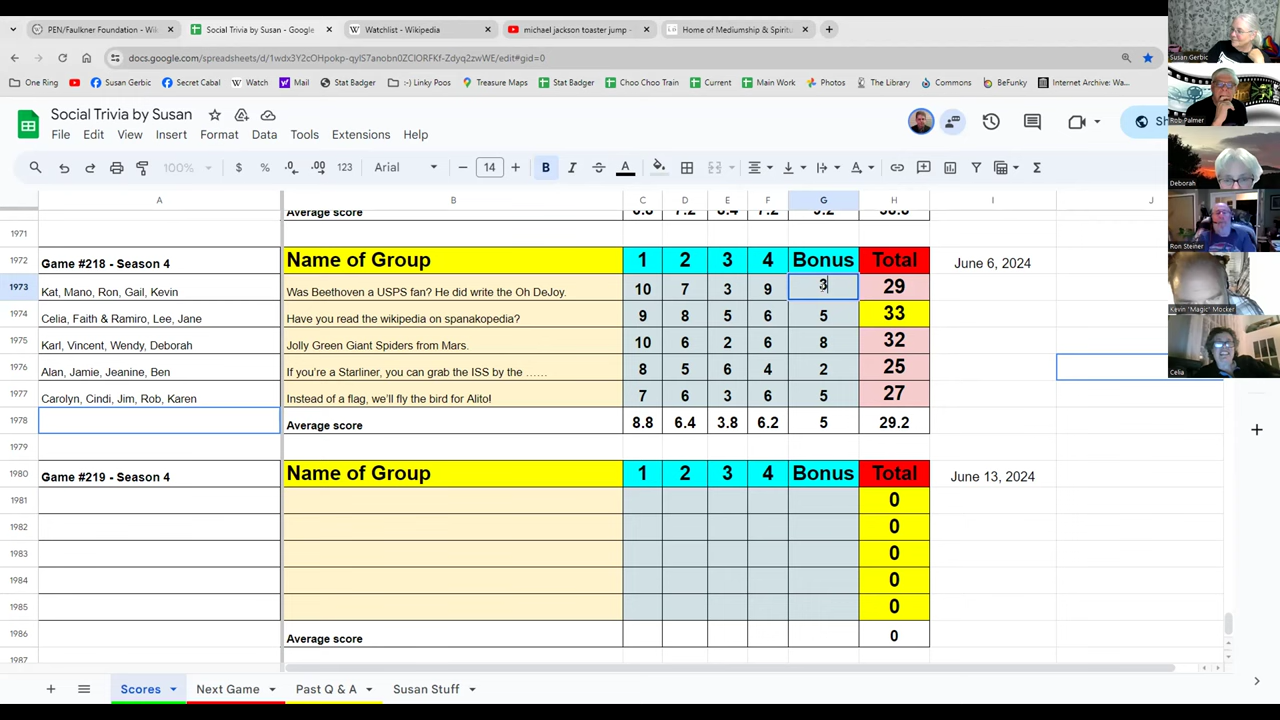 PEN/Faulkner Foundation - Wi
Social Trivia by Susan - Google
Watchlist - Wikipedia
michael jackson toaster jump -
Home of Mediumship & Spiritu
docs.google.com/spreadsheets/d/
One Ring
Susan Gerbic
Secret Cabal
Watch
Mail
Stat Badger
:-) Linky Poos
Stat Badger
Choo Choo Train
Current
Main Work
Photos
The Library
Commons
BeFunky
Internet Archive: Wa
Social Trivia by Susan
File Edit View Insert Format Data Tools Extensions Help
100% $ % .0 .00 123 Arial 14 B I A
A B C D E F G H I J
Average score
1971
1972 Game #218 - Season 4 Name of Group 1 2 3 4 Bonus Total June 6, 2024
1973 Kat, Mano, Ron, Gail, Kevin Was Beethoven a USPS fan? He did write the Oh DeJoy. 10 7 3 9 3 29
1974 Celia, Faith & Ramiro, Lee, Jane Have you read the wikipedia on spanakopedia? 9 8 5 6 5 33
1975 Karl, Vincent, Wendy, Deborah Jolly Green Giant Spiders from Mars. 10 6 2 6 8 32
1976 Alan, Jamie, Jeanine, Ben If you're a Starliner, you can grab the ISS by the ...... 8 5 6 4 2 25
1977 Carolyn, Cindi, Jim, Rob, Karen Instead of a flag, we'll fly the bird for Alito! 7 6 3 6 5 27
1978 Average score 8.8 6.4 3.8 6.2 5 29.2
1979
1980 Game #219 - Season 4 Name of Group 1 2 3 4 Bonus Total June 13, 2024
1981 0
1982 0
1983 0
1984 0
1985 0
1986 Average score 0
1987
Scores
Next Game
Past Q & A
Susan Stuff
Susan Gerbic
Rob Palmer
Deborah
Ron Steiner
Kevin "Magic" Mocker
Celia